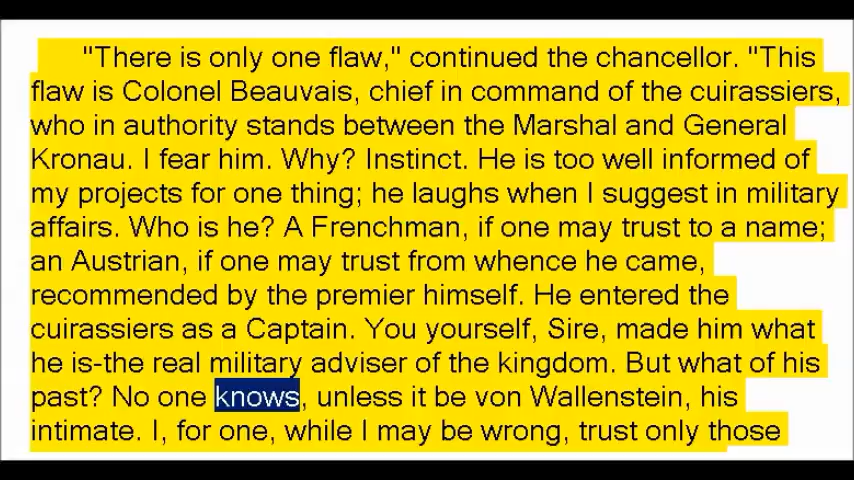 "There is only one flaw," continued the chancellor. "This
flaw is Colonel Beauvais, chief in command of the cuirassiers,
who in authority stands between the Marshal and General
Kronau. I fear him. Why? Instinct. He is too well informed of
my projects for one thing; he laughs when I suggest in military
affairs. Who is he? A Frenchman, if one may trust to a name;
an Austrian, if one may trust from whence he came,
recommended by the premier himself. He entered the
cuirassiers as a Captain. You yourself, Sire, made him what
he is-the real military adviser of the kingdom. But what of his
past? No one knows, unless it be von Wallenstein, his
intimate. I, for one, while I may be wrong, trust only those